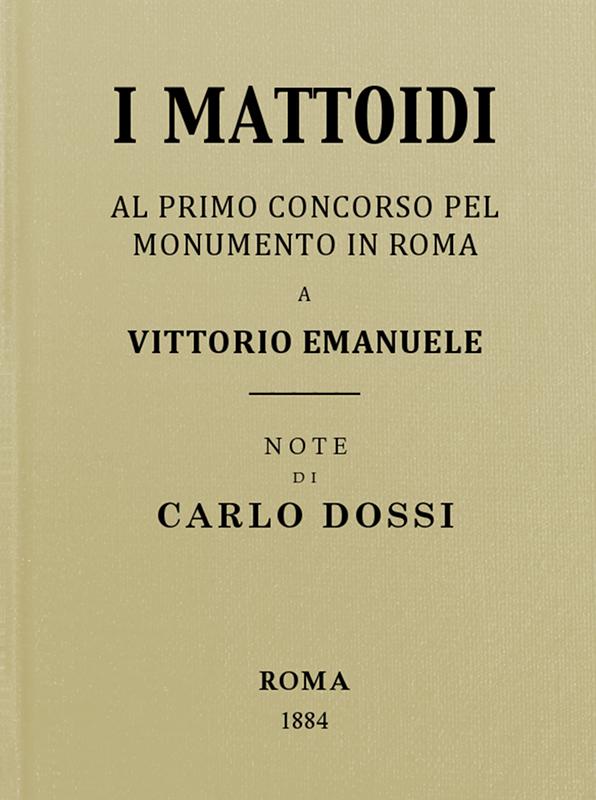 I MATTOIDI
AL PRIMO CONCORSO PEL
MONUMENTO IN ROMA
A
VITTORIO EMANUELE
NOTE
DI
CARLO DOSSI
ROMA
1884